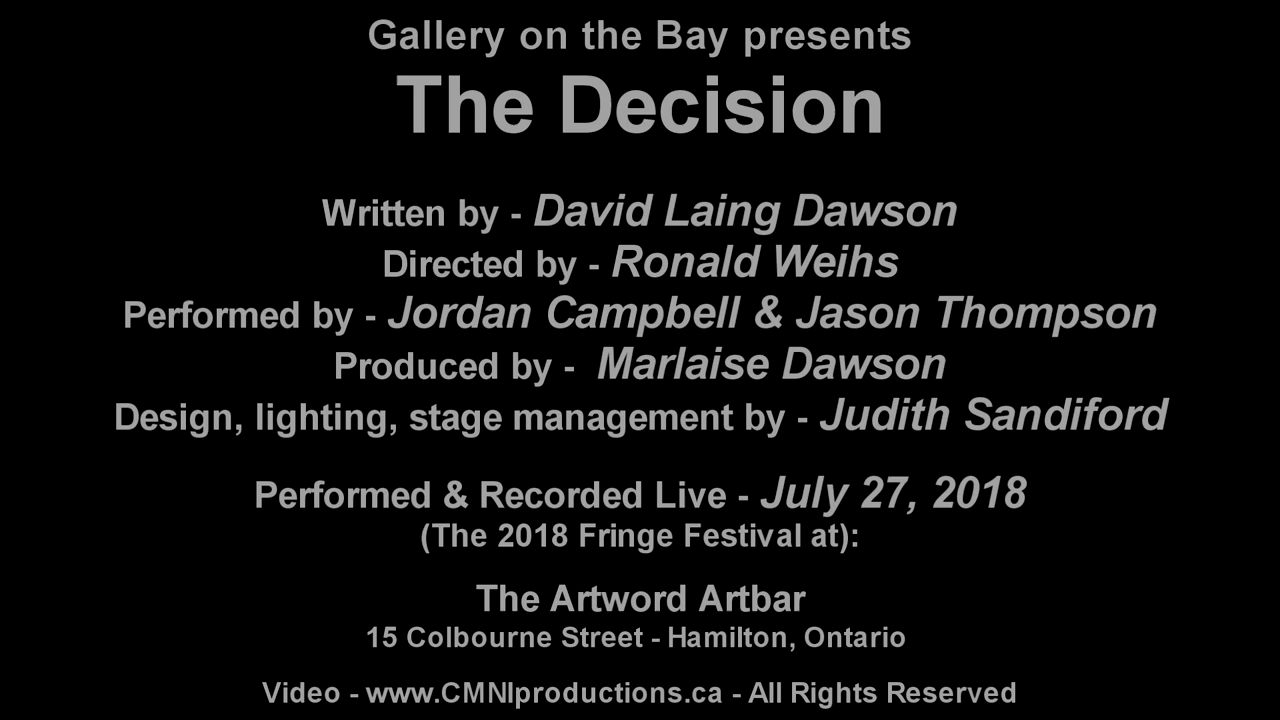 Gallery on the Bay presents
The Decision
Written by - David Laing Dawson
Directed by - Ronald Weihs
Performed by - Jordan Campbell & Jason Thompson
Produced by - Marlaise Dawson
Design, lighting, stage management by - Judith Sandiford
Performed & Recorded Live - July 27, 2018
(The 2018 Fringe Festival at):
The Artword Artbar
15 Colbourne Street - Hamilton, Ontario
Video - www.CMNIproductions.ca - All Rights Reserved